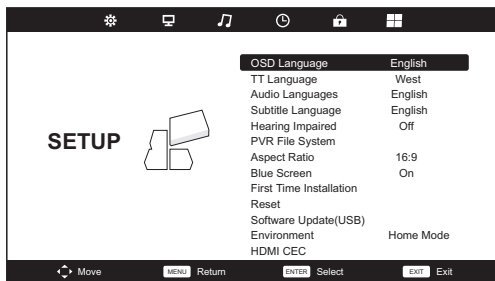 SETUP
OSD Language English
TT Language West
Audio Languages English
Subtitle Language English
Hearing Impaired Off
PVR File System
Aspect Ratio 16:9
Blue Screen On
First Time Installation
Reset
Software Update(USB)
Environment Home Mode
HDMI CEC
Move MENU Return ENTER Select EXIT Exit